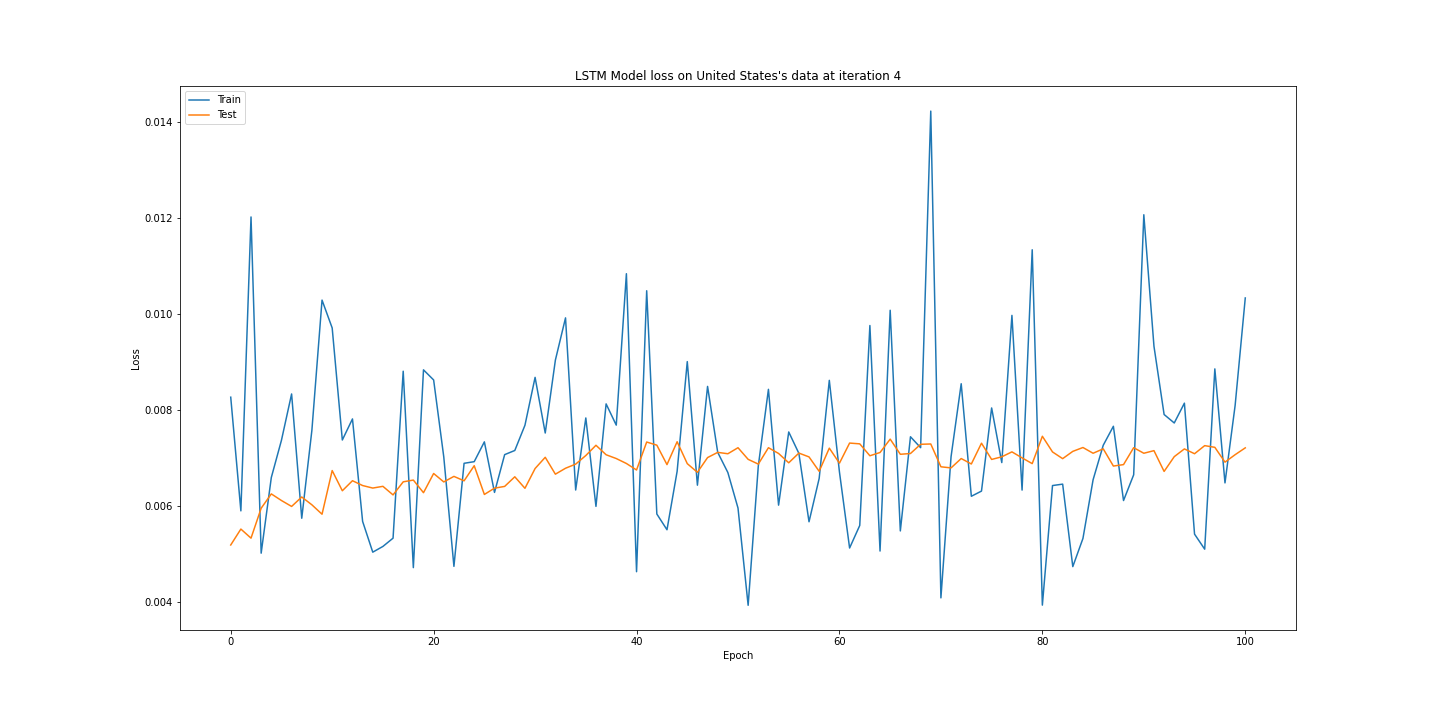 LSTM Model loss on United States's data at iteration 4
Train
Test
0.014
0.012
0.010
0.008
0.006
0.004
Loss
0 20 40 60 80 100
Epoch